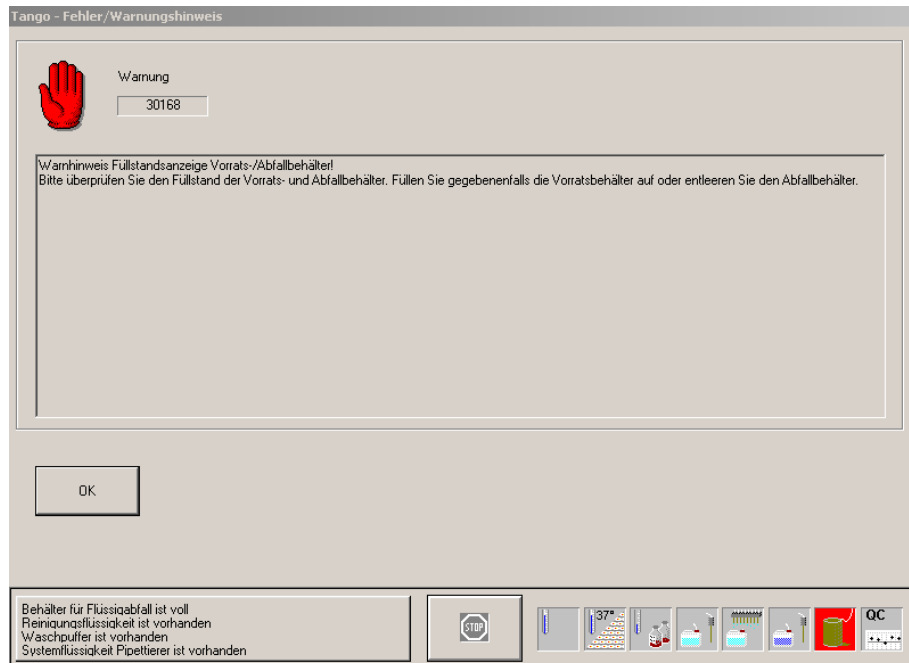 Tango - Fehler/Warnungshinweis
Warnung
30168
Warnhinweis Füllstandsanzeige Vorrats-/Abfallbehälter!
Bitte überprüfen Sie den Füllstand der Vorrats- und Abfallbehälter. Füllen Sie gegebenenfalls die Vorratsbehälter auf oder entleeren Sie den Abfallbehälter.
OK
Behälter für Flüssigabfall ist voll
Reinigungsflüssigkeit ist vorhanden
Waschpuffer ist vorhanden
Systemflüssigkeit Pipettierer ist vorhanden
STOP
37°
QC